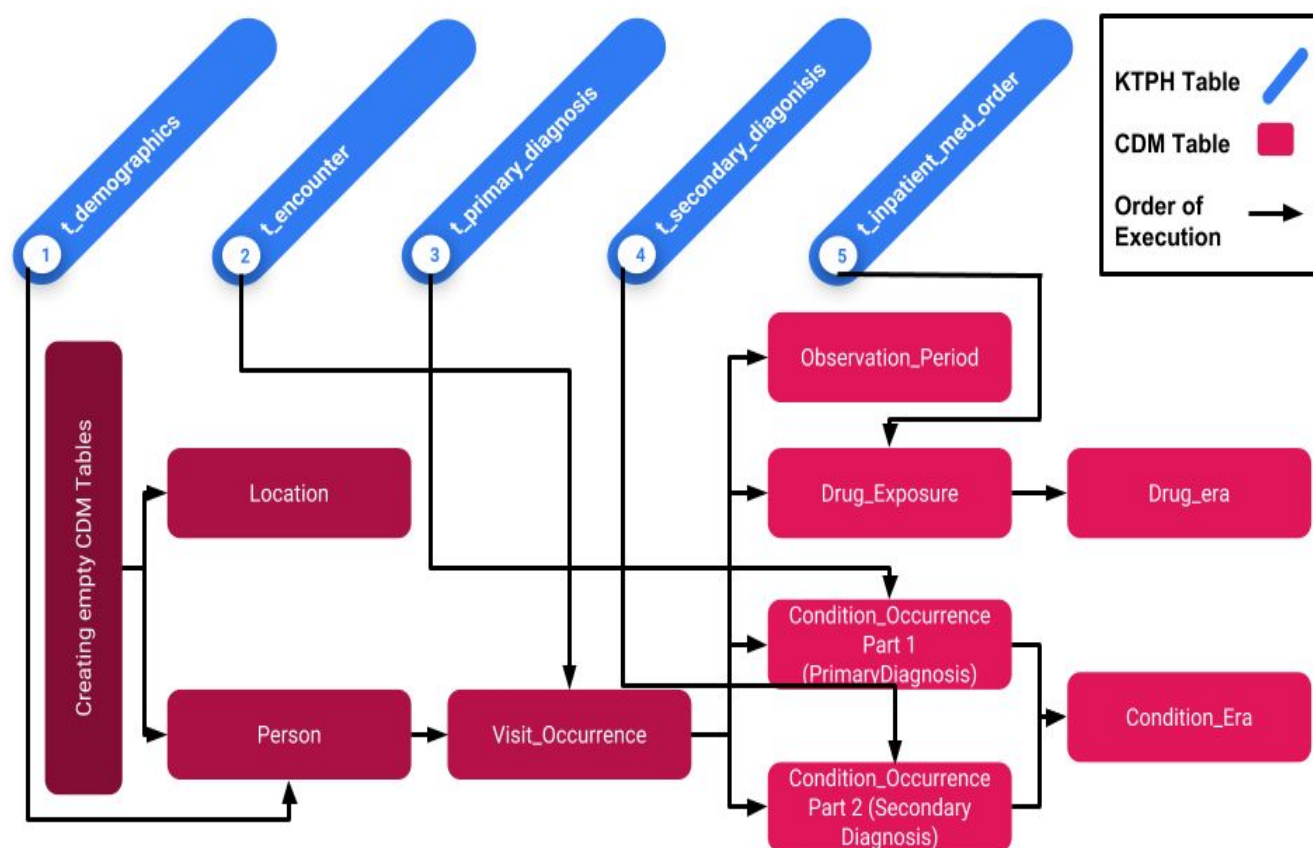 t_demographics
t_encounter
t_primary_diagnosis
t_secondary_diagonisis
t_inpatient_med_order
1
2
3
4
5
KTPH Table
CDM Table
Order of
Execution
Creating empty CDM Tables
Location
Person
Visit_Occurrence
Observation_Period
Drug_Exposure
Drug_era
Condition_Occurrence
Part 1
(PrimaryDiagnosis)
Condition_Era
Condition_Occurrence
Part 2 (Secondary
Diagnosis)